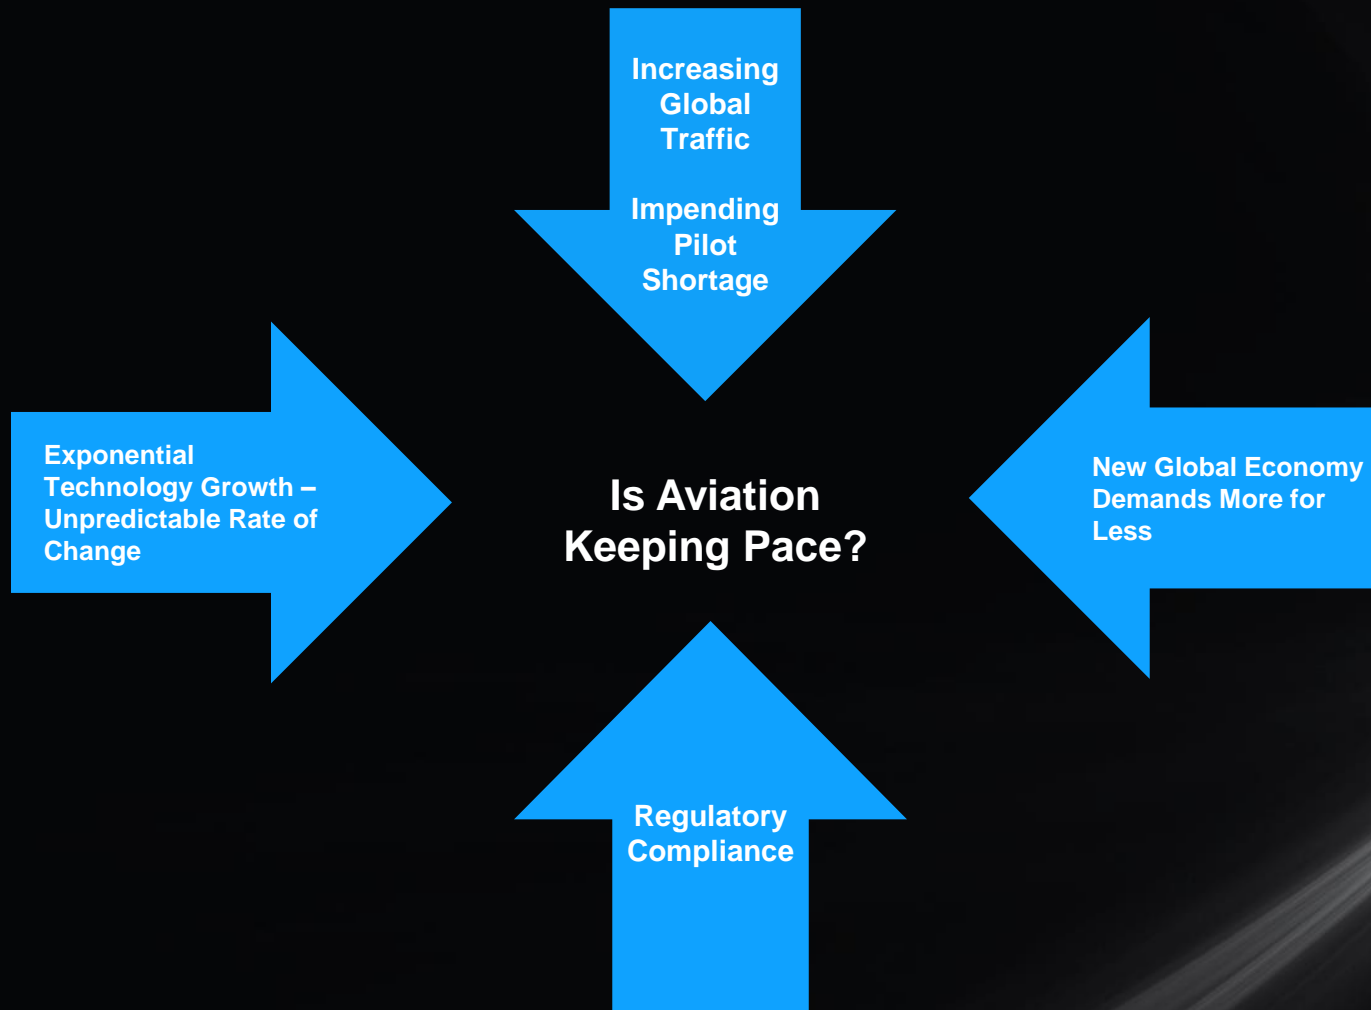 Increasing
Global
Traffic
Impending
Pilot
Shortage
Exponential
Technology Growth –
Unpredictable Rate of
Change
Is Aviation
Keeping Pace?
New Global Economy
Demands More for
Less
Regulatory
Compliance